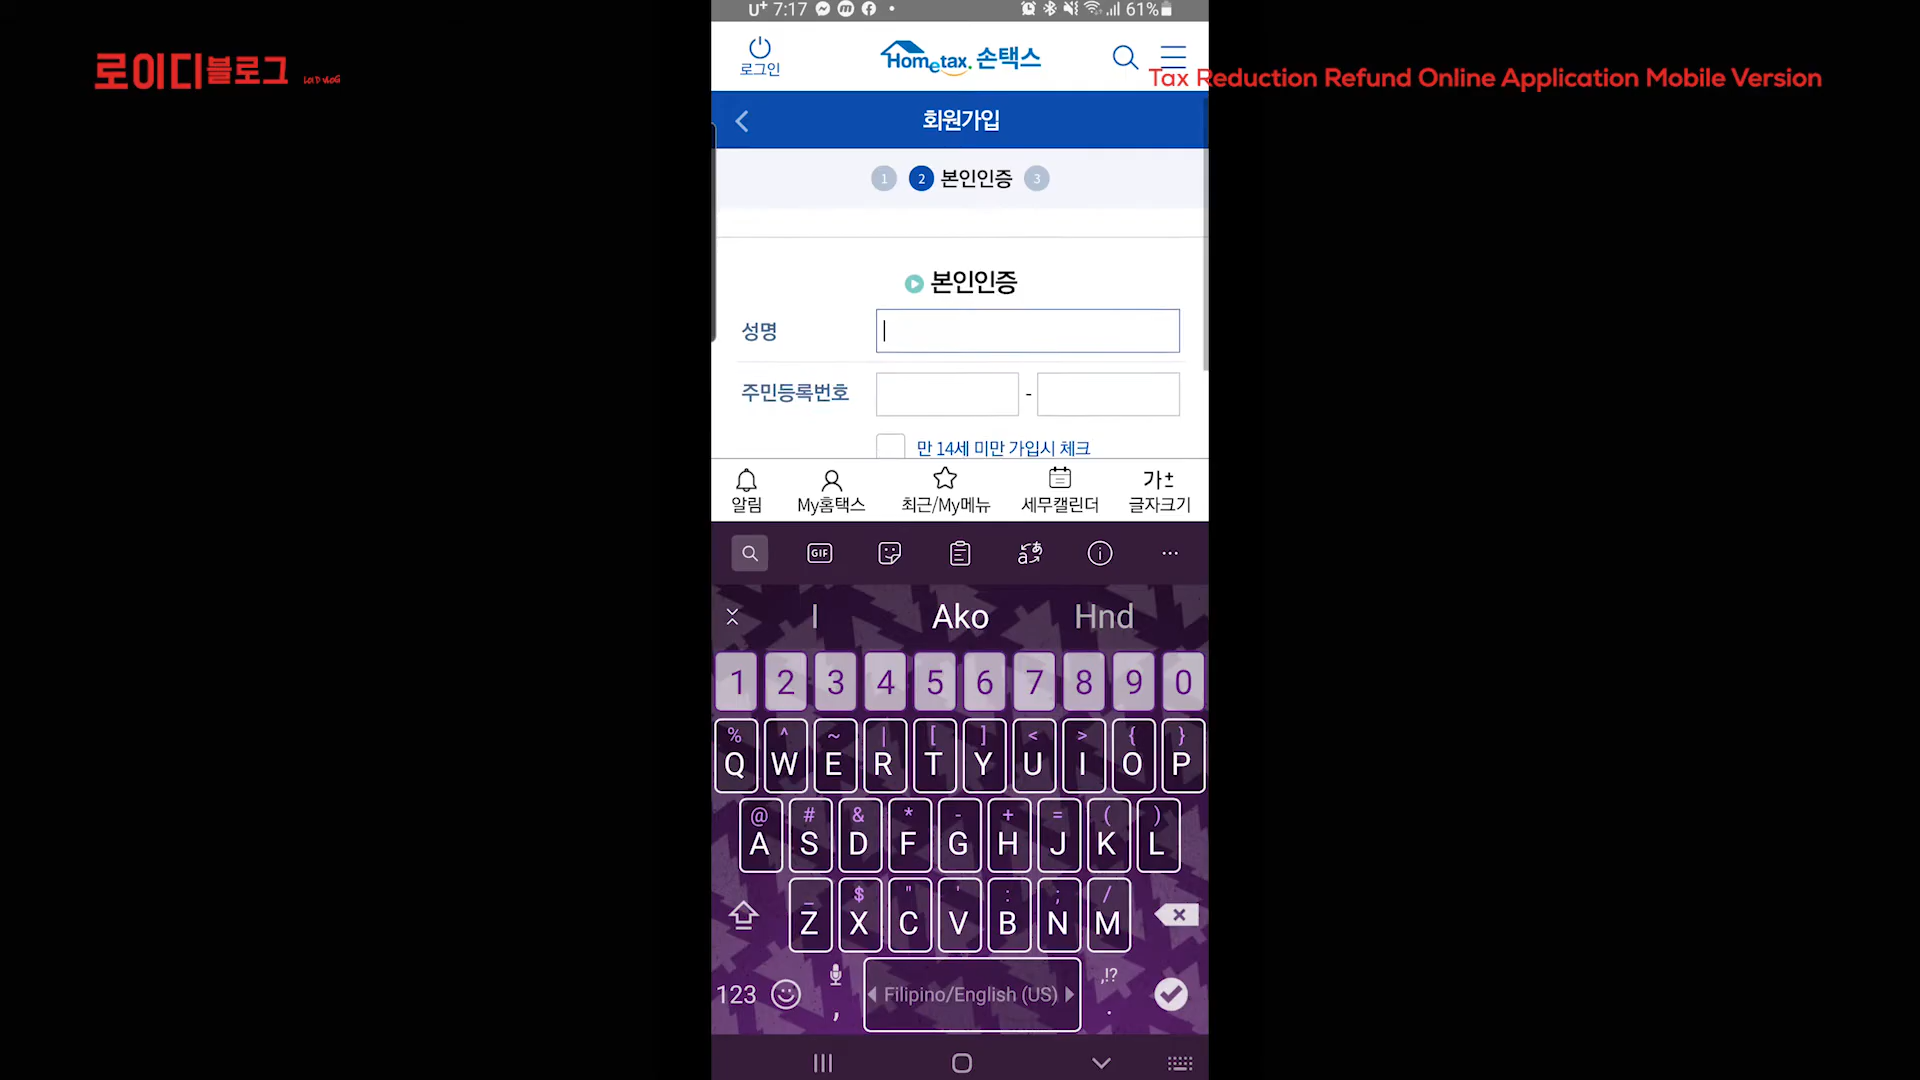 U+ 7:17 61%
로이디블로그 LOI'D VLOG
로그인
Hometax. 손택스
Tax Reduction Refund Online Application Mobile Version
회원가입
1 2 본인인증 3
본인인증
성명
주민등록번호 -
만 14세 미만 가입시 체크
알림 My홈택스 최근/My메뉴 세무캘린더 가± 글자크기
GIF
I Ako Hnd
1 2 3 4 5 6 7 8 9 0
% ^ ~ | [ ] < > { }
Q W E R T Y U I O P
@ # & * - + = ( )
A S D F G H J K L
_ $ " ' : ; /
Z X C V B N M
123 , Filipino/English (US) ,!? .